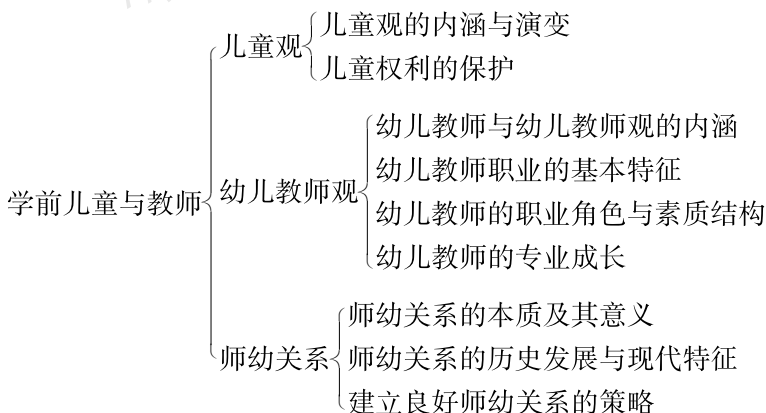 学前儿童与教师
儿童观
儿童观的内涵与演变
儿童权利的保护
幼儿教师观
幼儿教师与幼儿教师观的内涵
幼儿教师职业的基本特征
幼儿教师的职业角色与素质结构
幼儿教师的专业成长
师幼关系
师幼关系的本质及其意义
师幼关系的历史发展与现代特征
建立良好师幼关系的策略